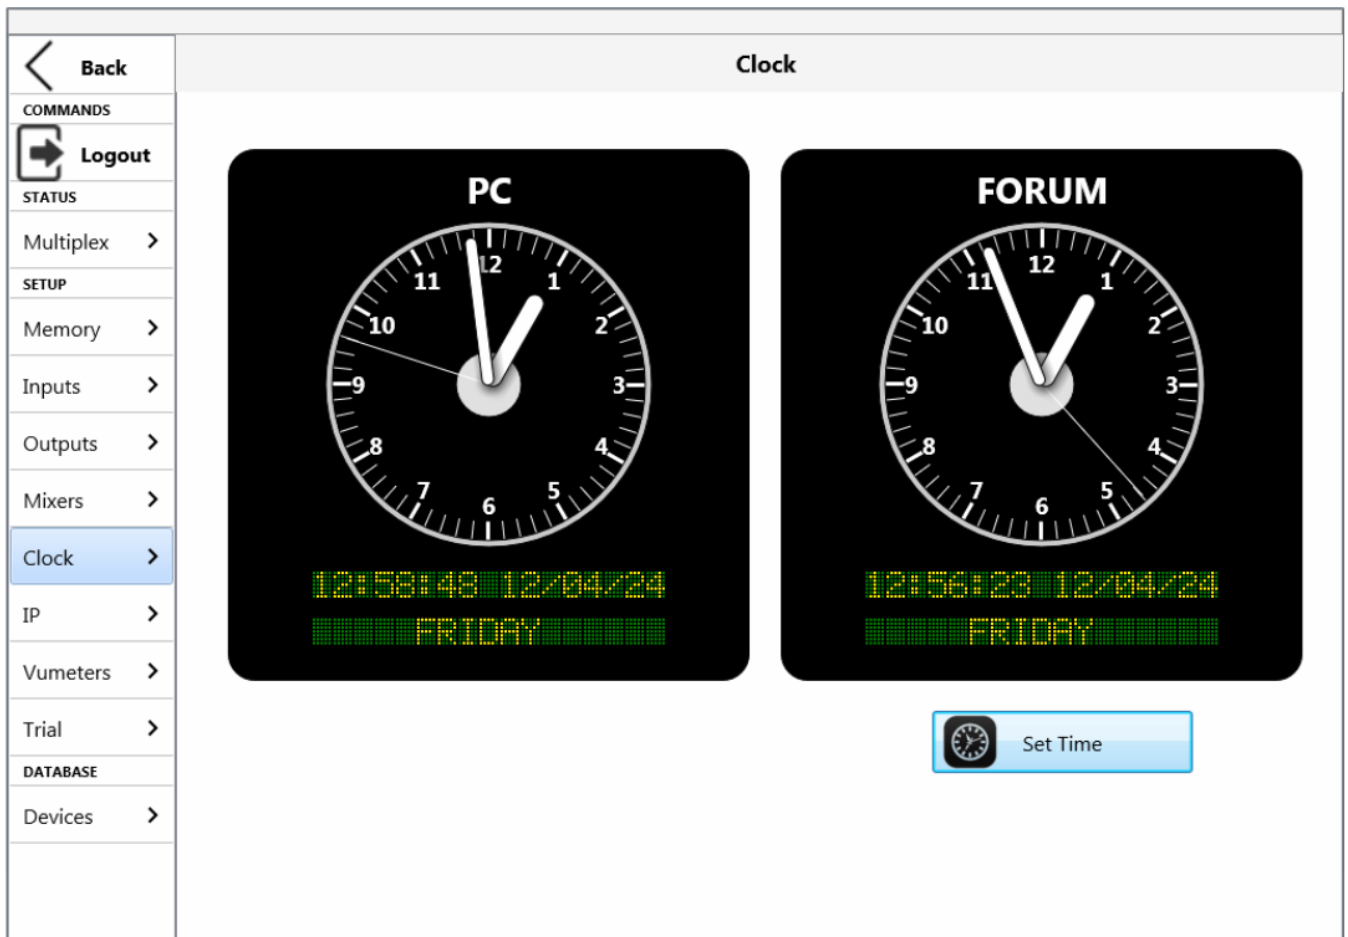 Clock
Back
COMMANDS
Logout
STATUS
Multiplex
SETUP
Memory
Inputs
Outputs
Mixers
Clock
IP
Vumeters
Trial
DATABASE
Devices
PC
12
1
2
3
4
5
6
7
8
9
10
11
12:58:48 12/04/24
FRIDAY
FORUM
12
1
2
3
4
5
6
7
8
9
10
11
12:56:23 12/04/24
FRIDAY
Set Time